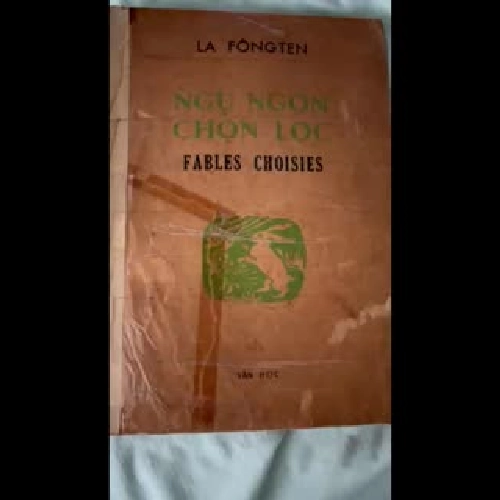 LA FÔNGTEN
NGỤ NGÔN
CHỌN LỌC
FABLES CHOISIES
VĂN HỌC